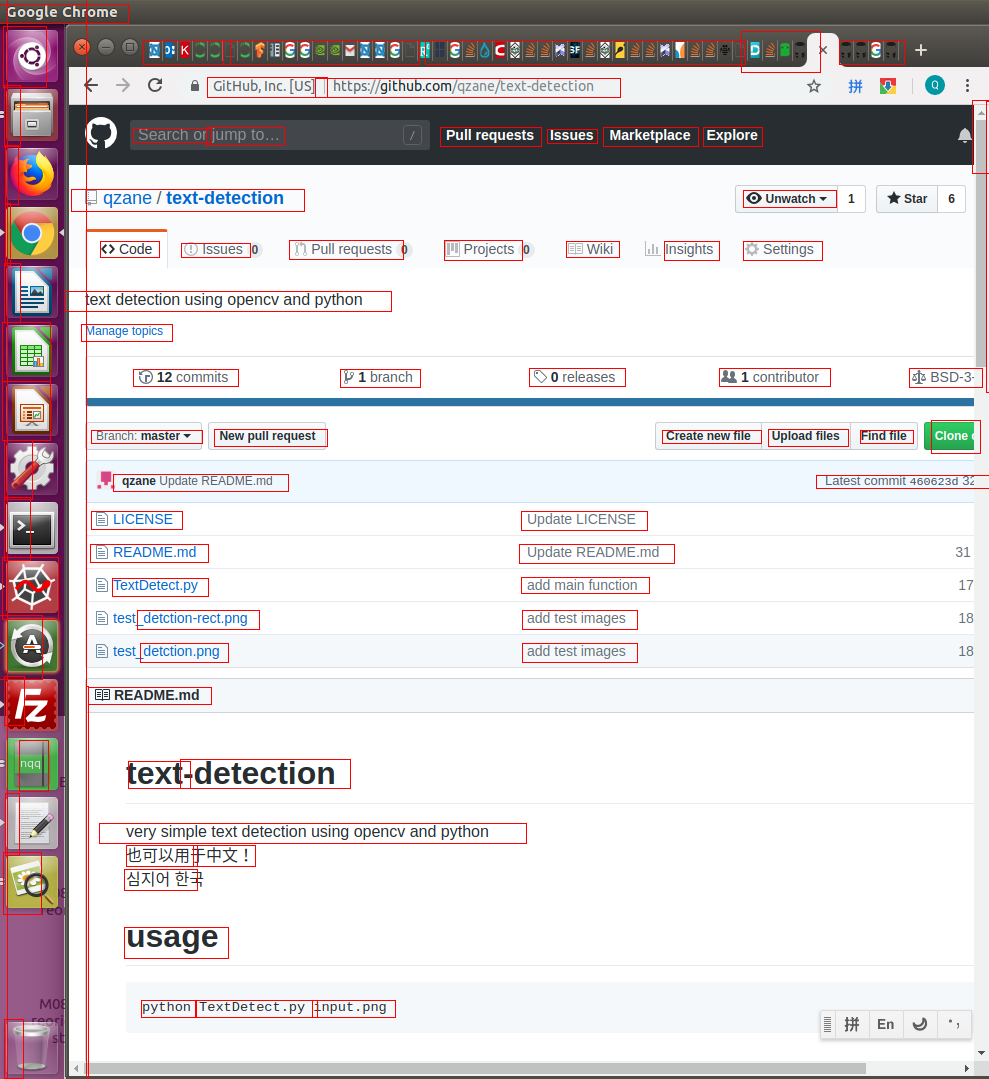 Google Chrome
GitHub, Inc. [US] https://github.com/qzane/text-detection 拼 Q
Search or jump to… / Pull requests Issues Marketplace Explore
qzane / text-detection Unwatch 1 Star 6
Code Issues 0 Pull requests 0 Projects 0 Wiki Insights Settings
text detection using opencv and python
Manage topics
12 commits 1 branch 0 releases 1 contributor BSD-3-
Branch: master New pull request Create new file Upload files Find file Clone
qzane Update README.md Latest commit 460623d 32
LICENSE Update LICENSE
README.md Update README.md 31
TextDetect.py add main function 17
test_detction-rect.png add test images 18
test_detction.png add test images 18
README.md
nqq
text-detection
very simple text detection using opencv and python
也可以用于中文！
심지어 한국
usage
python TextDetect.py input.png
M08
拼 En